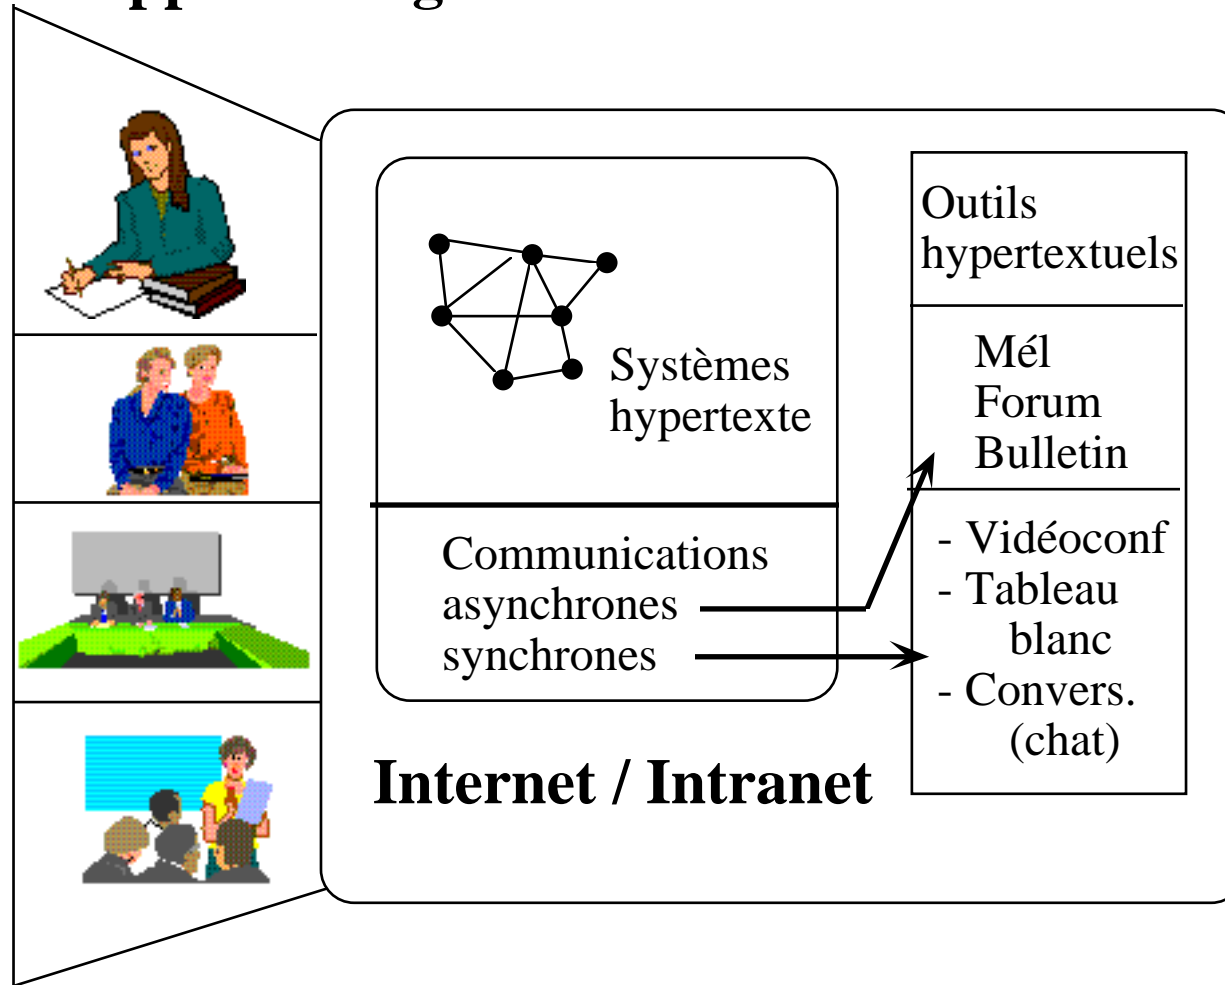 Outils
hypertextuels
Systèmes
hypertexte
Mél
Forum
Bulletin
Communications
asynchrones
synchrones
- Vidéoconf
- Tableau
blanc
- Convers.
(chat)
Internet / Intranet